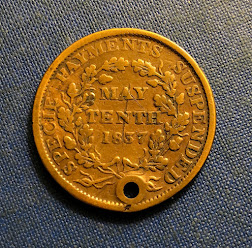 SPECIE PAYMENTS SUSPENDED
MAY
TENTH
1837